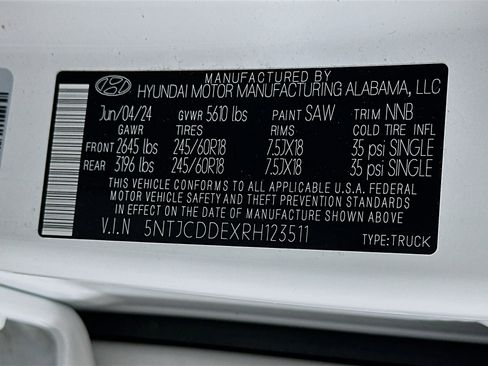 MANUFACTURED BY
HYUNDAI MOTOR MANUFACTURING ALABAMA, LLC
Jun/04/24 GVWR 5610 lbs PAINT SAW TRIM NNB
GAWR TIRES RIMS COLD TIRE INFL
FRONT 2645 lbs 245/60R18 7.5JX18 35 psi SINGLE
REAR 3196 lbs 245/60R18 7.5JX18 35 psi SINGLE
THIS VEHICLE CONFORMS TO ALL APPLICABLE U.S.A. FEDERAL
MOTOR VEHICLE SAFETY AND THEFT PREVENTION STANDARDS
IN EFFECT ON THE DATE OF MANUFACTURE SHOWN ABOVE
V.I.N 5NTJCDDEXRH123511 TYPE:TRUCK